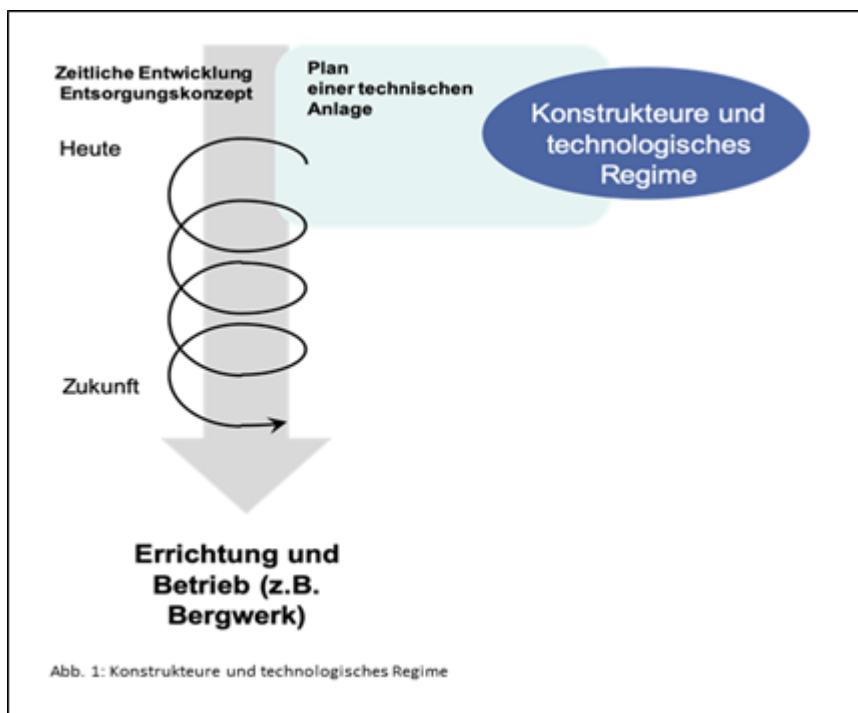 Zeitliche Entwicklung
Entsorgungskonzept
Plan
einer technischen
Anlage
Konstrukteure und
technologisches
Regime
Heute
Zukunft
Errichtung und
Betrieb (z.B.
Bergwerk)
Abb. 1: Konstrukteure und technologisches Regime